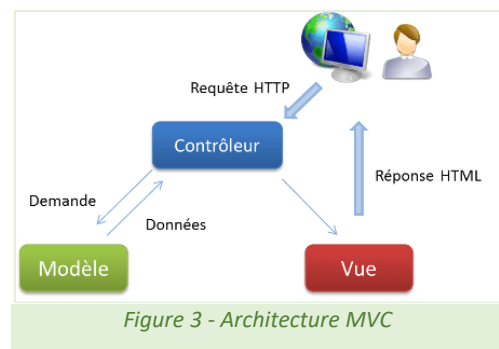 Requête HTTP
Contrôleur
Réponse HTML
Demande
Données
Modèle
Vue
Figure 3 - Architecture MVC